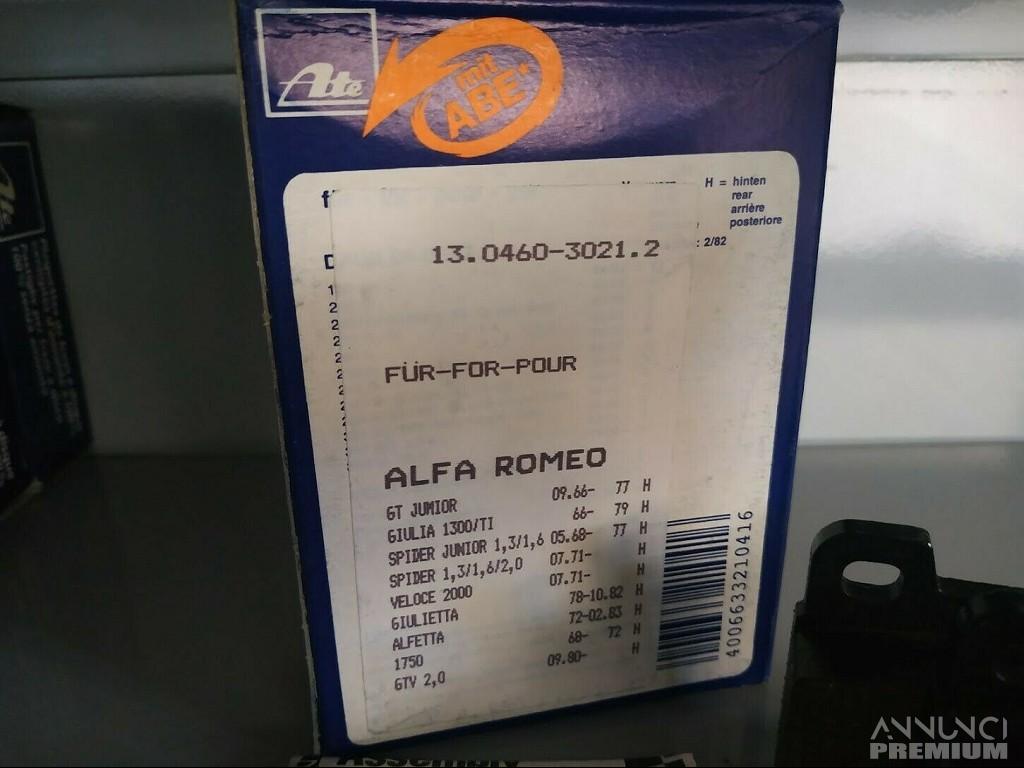 Ate
mit
ABE*
H = hinten
rear
arrière
posteriore
: 2/82
13.0460-3021.2
FÜR-FOR-POUR
ALFA ROMEO
GT JUMIOR 09.66- 77 H
GIULIA 1300/TI 66- 79 H
SPIDER JUNIOR 1,3/1,6 05.68- 77 H
SPIDER 1,3/1,6/2,0 07.71- H
VELOCE 2000 07.71- H
GIULIETTA 78-10.82 H
ALFETTA 72-02.83 H
1750 68- 72 H
GTV 2,0 09.80- H
4006633210416
ANNUNCI
PREMIUM